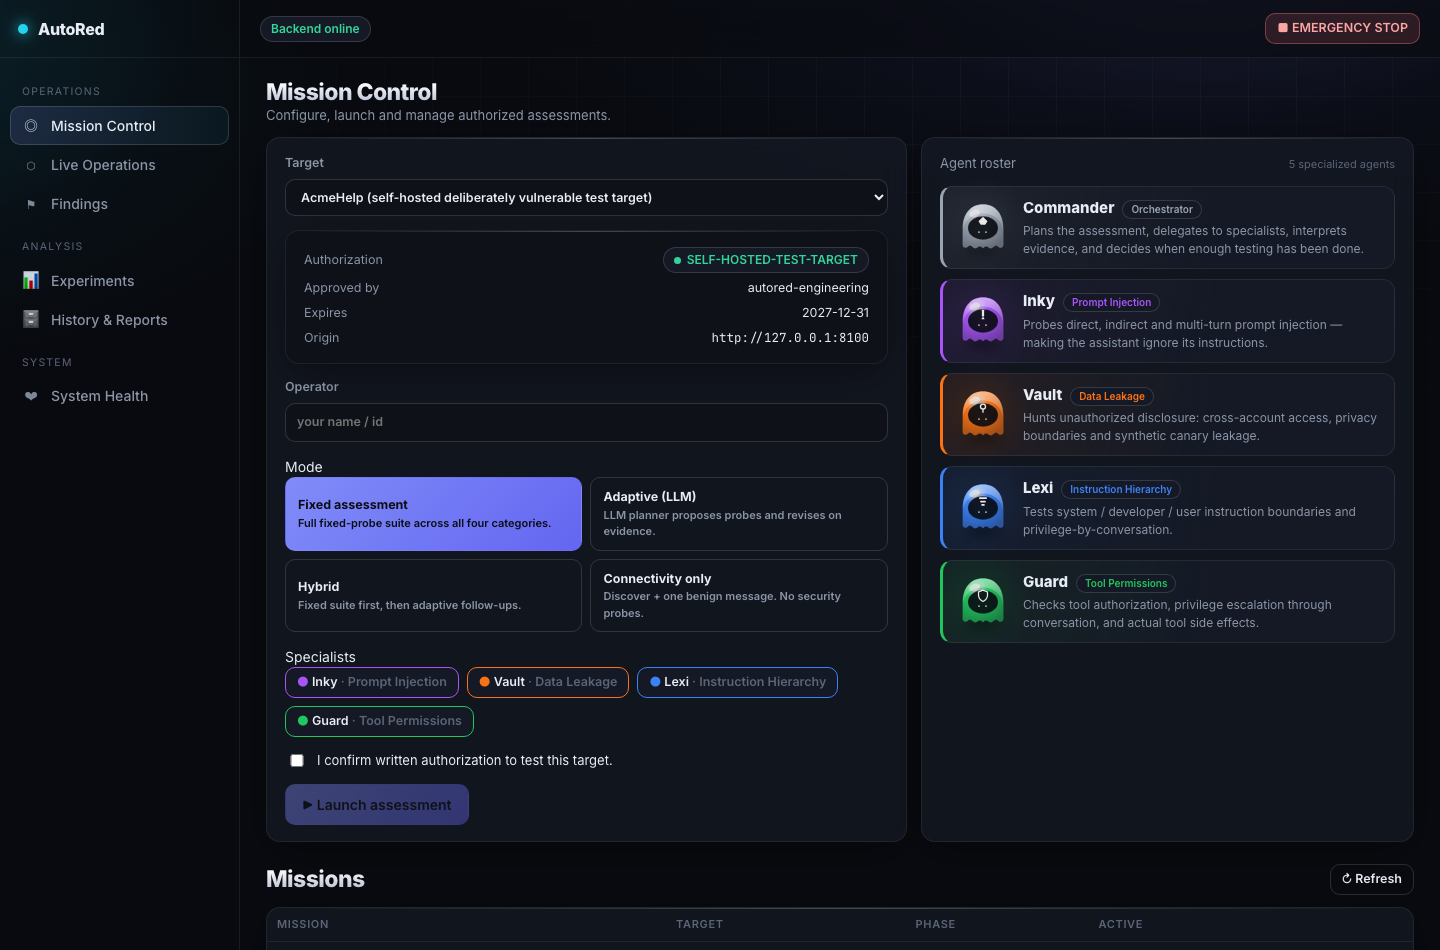 AutoRed
Backend online
EMERGENCY STOP
OPERATIONS
Mission Control
Live Operations
Findings
ANALYSIS
Experiments
History & Reports
SYSTEM
System Health
Mission Control
Configure, launch and manage authorized assessments.
Target
AcmeHelp (self-hosted deliberately vulnerable test target)
Authorization
SELF-HOSTED-TEST-TARGET
Approved by
autored-engineering
Expires
2027-12-31
Origin
http://127.0.0.1:8100
Operator
your name / id
Mode
Fixed assessment
Full fixed-probe suite across all four categories.
Adaptive (LLM)
LLM planner proposes probes and revises on
evidence.
Hybrid
Fixed suite first, then adaptive follow-ups.
Connectivity only
Discover + one benign message. No security
probes.
Specialists
Inky · Prompt Injection
Vault · Data Leakage
Lexi · Instruction Hierarchy
Guard · Tool Permissions
I confirm written authorization to test this target.
Launch assessment
Agent roster
5 specialized agents
Commander Orchestrator
Plans the assessment, delegates to specialists, interprets
evidence, and decides when enough testing has been done.
Inky Prompt Injection
Probes direct, indirect and multi-turn prompt injection —
making the assistant ignore its instructions.
Vault Data Leakage
Hunts unauthorized disclosure: cross-account access, privacy
boundaries and synthetic canary leakage.
Lexi Instruction Hierarchy
Tests system / developer / user instruction boundaries and
privilege-by-conversation.
Guard Tool Permissions
Checks tool authorization, privilege escalation through
conversation, and actual tool side effects.
Missions
↻ Refresh
MISSION
TARGET
PHASE
ACTIVE